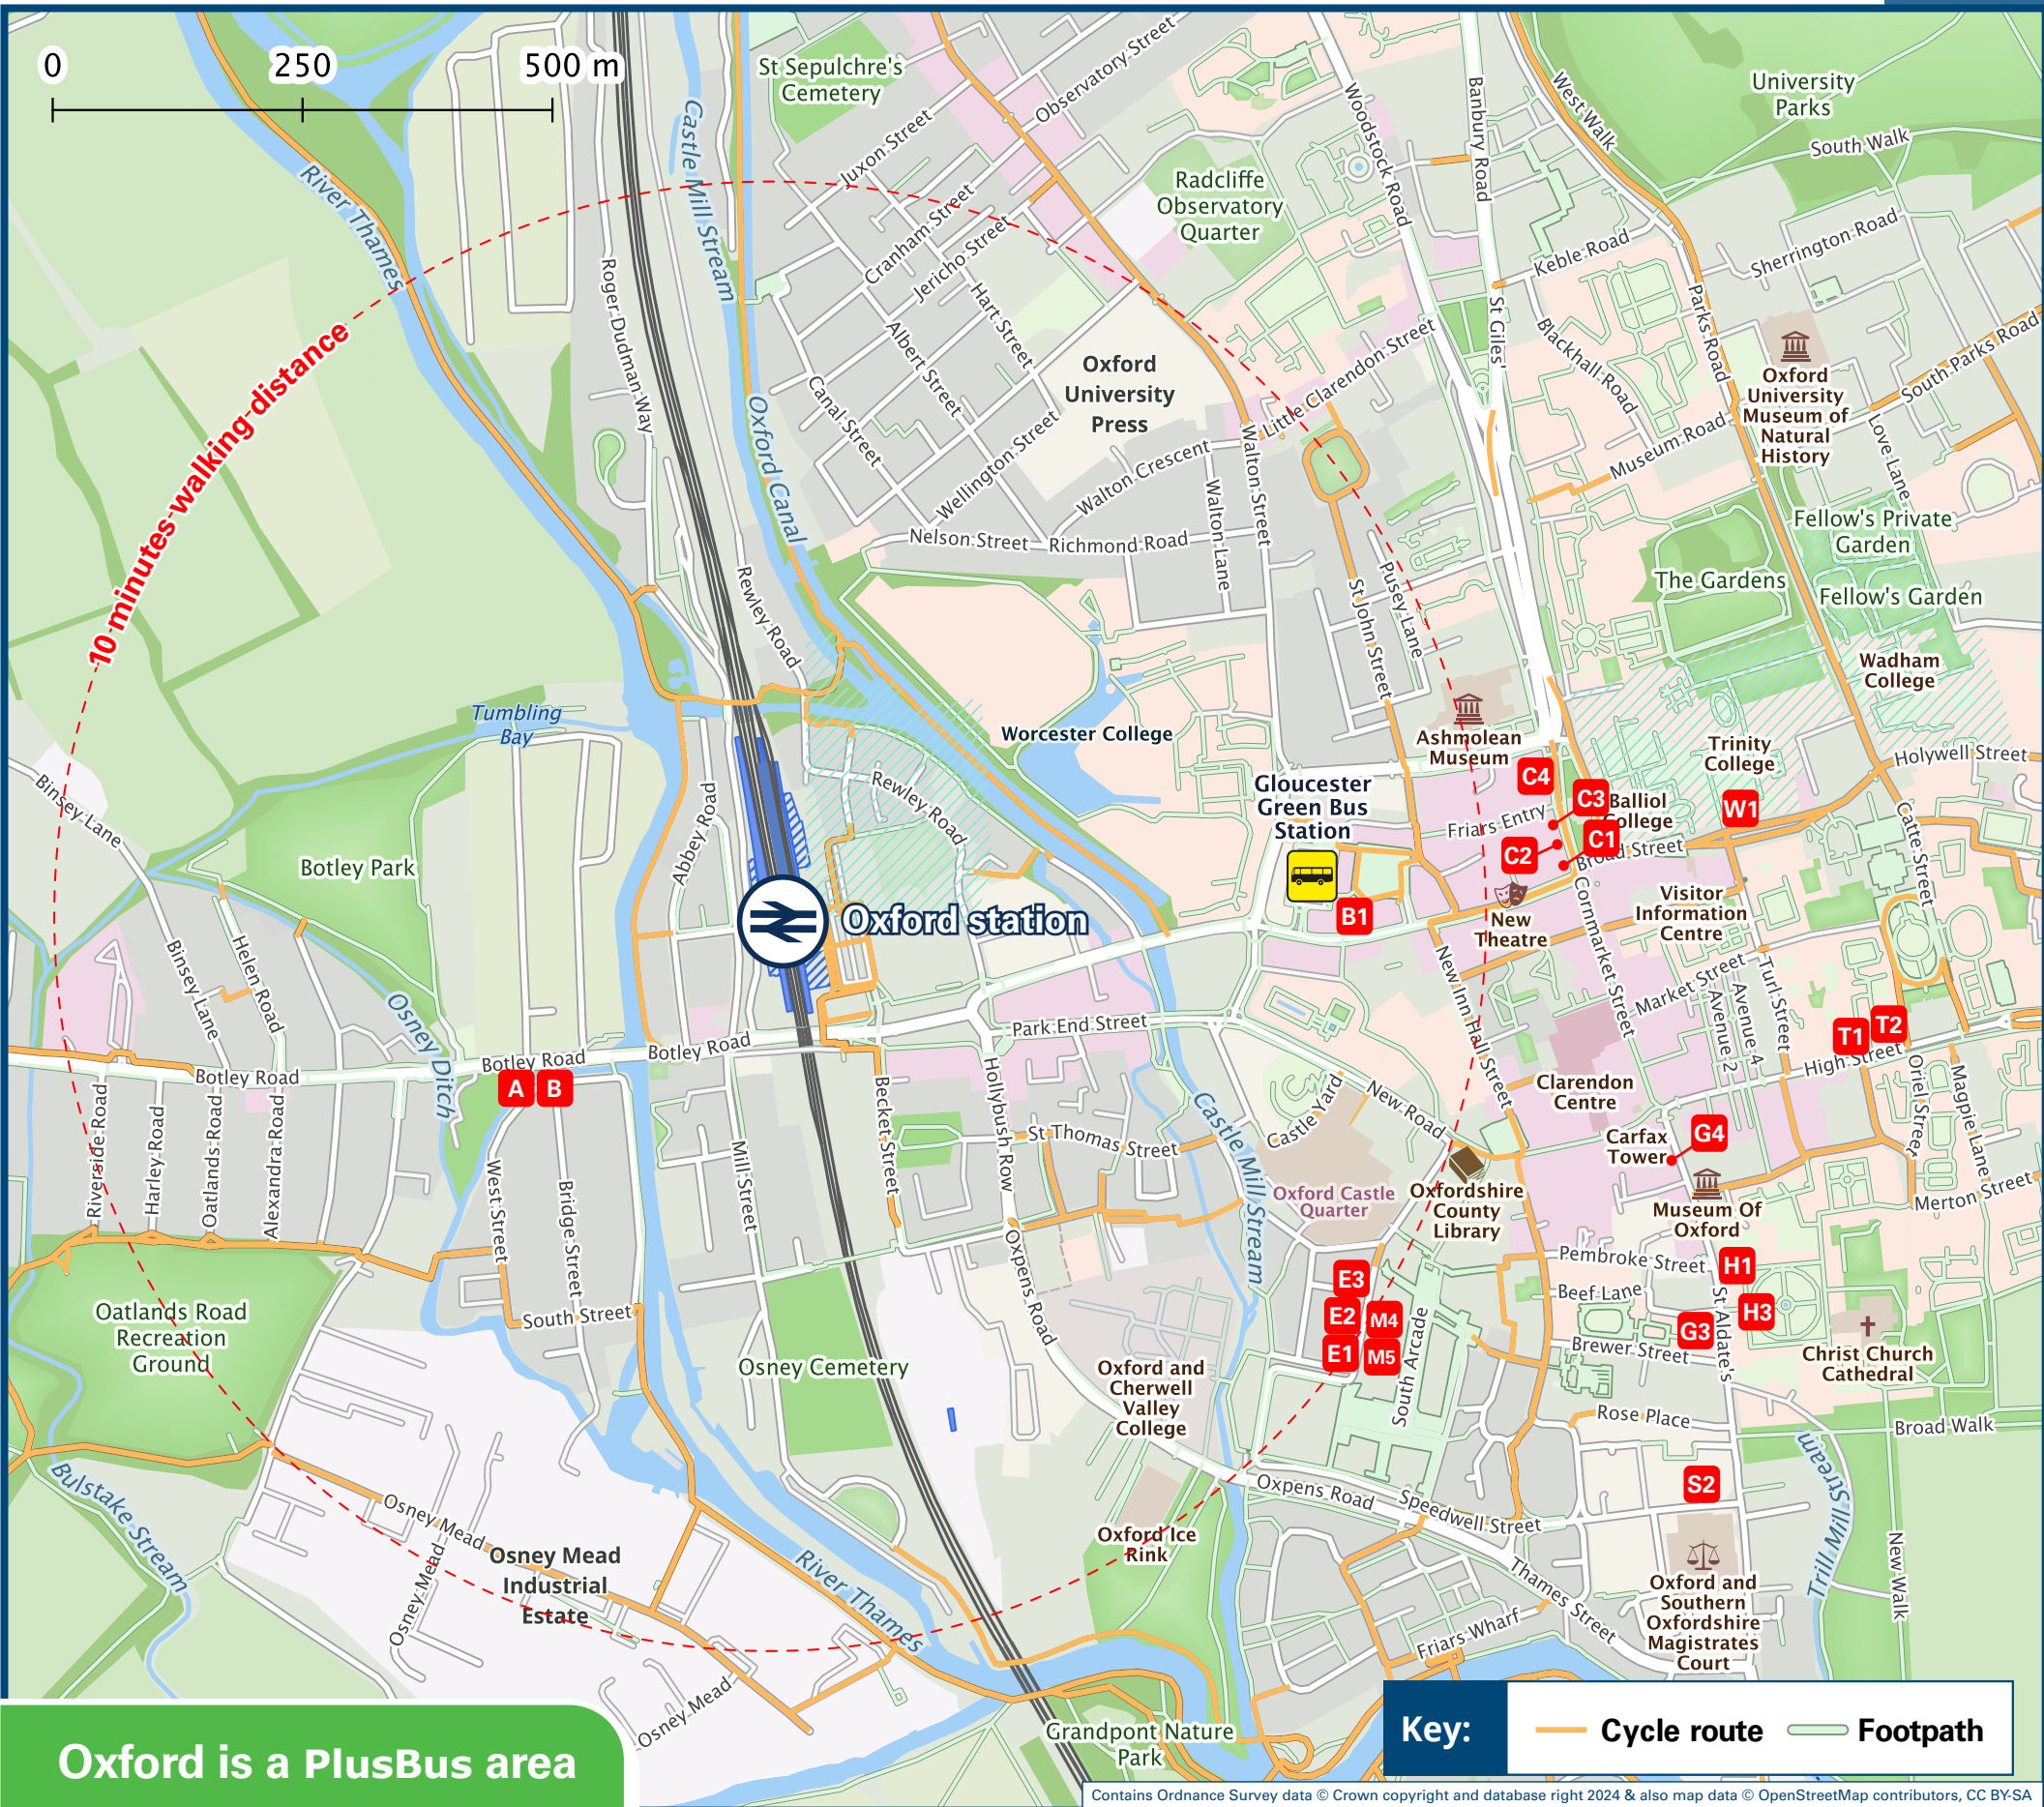 0 250 500 m
St Sepulchre's
Cemetery
University
Parks
West Walk
South Walk
Observatory Street
Juxon Street
Woodstock Road
Banbury Road
Castle Mill Stream
River Thames
Radcliffe
Observatory
Quarter
Cranham Street
Jericho Street
Keble Road
Sherrington Road
Parks Road
Roger Dudman Way
Hart Street
Albert Street
St Giles'
Blackhall Road
South Parks Road
10 minutes walking distance
Oxford
University
Press
Little Clarendon Street
Oxford
University
Museum of
Natural
History
Love Lane
Canal Street
Oxford Canal
Wellington Street
Walton Crescent
Walton Street
Walton Lane
Museum Road
Nelson Street
Richmond Road
Fellow's Private
Garden
The Gardens
Fellow's Garden
Rewley Road
St John Street
Pusey Lane
Wadham
College
Tumbling
Bay
Worcester College
Ashmolean
Museum
Trinity
College
Holywell Street
Binsey Lane
Abbey Road
Rewley Road
Gloucester
Green Bus
Station
C4
C3
Balliol
College
W1
Friars Entry
C1
C2
Broad Street
Catte Street
Botley Park
B1
New
Theatre
Visitor
Information
Centre
Oxford station
Cornmarket Street
Binsey Lane
Helen Road
Osney Ditch
New Inn Hall Street
Market Street
Turl Street
Avenue 2
Avenue 4
T1
T2
High Street
Park End Street
Botley Road
Botley Road
Botley Road
A
B
Clarendon
Centre
Oriel Street
Magpie Lane
Becket Street
Hollybush Row
Castle Yard
New Road
Castle Mill Stream
St Thomas Street
Carfax
Tower
G4
Riverside Road
Harley Road
Oatlands Road
Alexandra Road
West Street
Bridge Street
Mill Street
Oxford Castle
Quarter
Oxfordshire
County
Library
Museum Of
Oxford
Merton Street
Oxpens Road
Pembroke Street
H1
E3
E2
M4
E1
M5
Beef Lane
St Aldate's
H3
G3
Brewer Street
South Arcade
Christ Church
Cathedral
Oatlands Road
Recreation
Ground
South Street
Osney Cemetery
Oxford and
Cherwell
Valley
College
Rose Place
Broad Walk
Bulstake Stream
Oxpens Road
Speedwell Street
S2
Trill Mill Stream
Osney Mead
Osney Mead
Osney Mead
Industrial
Estate
Oxford Ice
Rink
River Thames
Thames Street
New Walk
Oxford and
Southern
Oxfordshire
Magistrates
Court
Friars Wharf
Osney Mead
Grandpont Nature
Park
Key:
Cycle route
Footpath
Oxford is a PlusBus area
Contains Ordnance Survey data © Crown copyright and database right 2024 & also map data © OpenStreetMap contributors, CC BY-SA